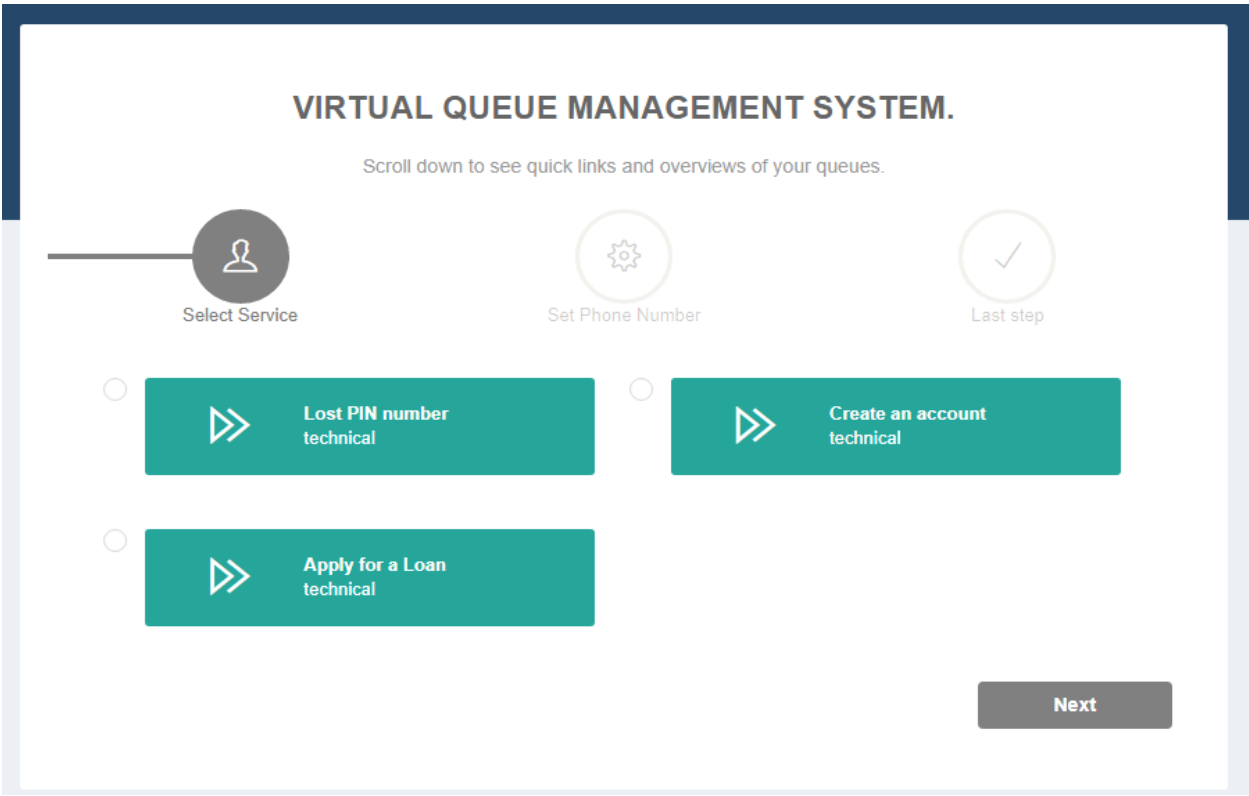 VIRTUAL QUEUE MANAGEMENT SYSTEM.
Scroll down to see quick links and overviews of your queues.
Select Service
Set Phone Number
Last step
Lost PIN number
technical
Create an account
technical
Apply for a Loan
technical
Next